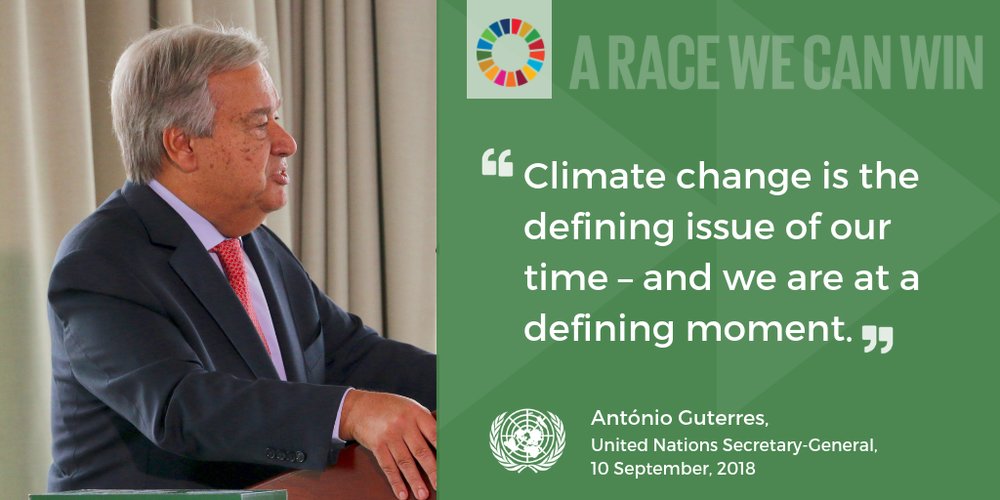 A RACE WE CAN WIN
“ Climate change is the
defining issue of our
time – and we are at a
defining moment. ”
António Guterres,
United Nations Secretary-General,
10 September, 2018